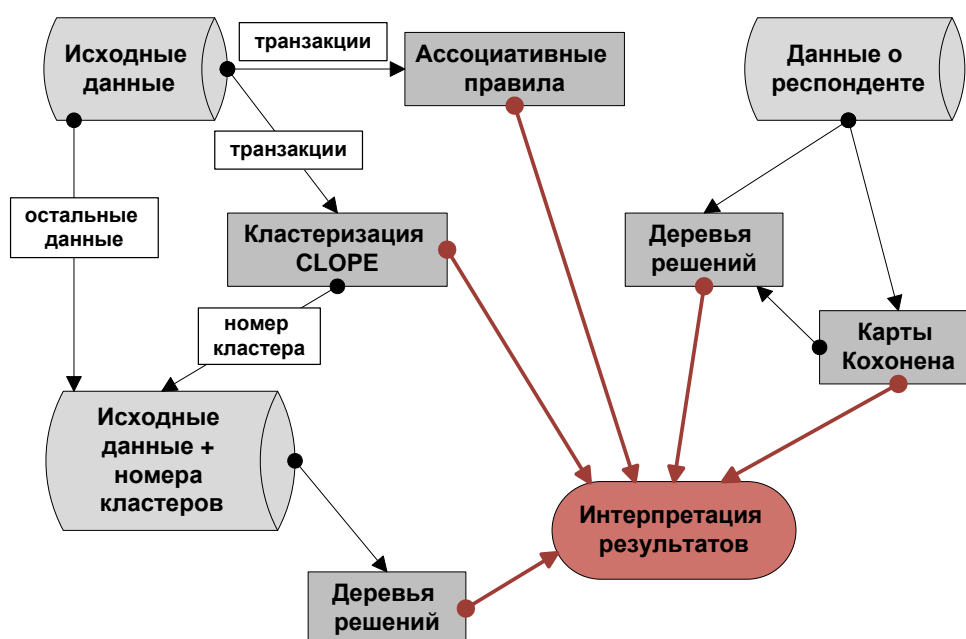 Исходные
данные
транзакции
Ассоциативные
правила
Данные о
респонденте
транзакции
остальные
данные
Кластеризация
CLOPE
Деревья
решений
номер
кластера
Карты
Кохонена
Исходные
данные +
номера
кластеров
Интерпретация
результатов
Деревья
решений